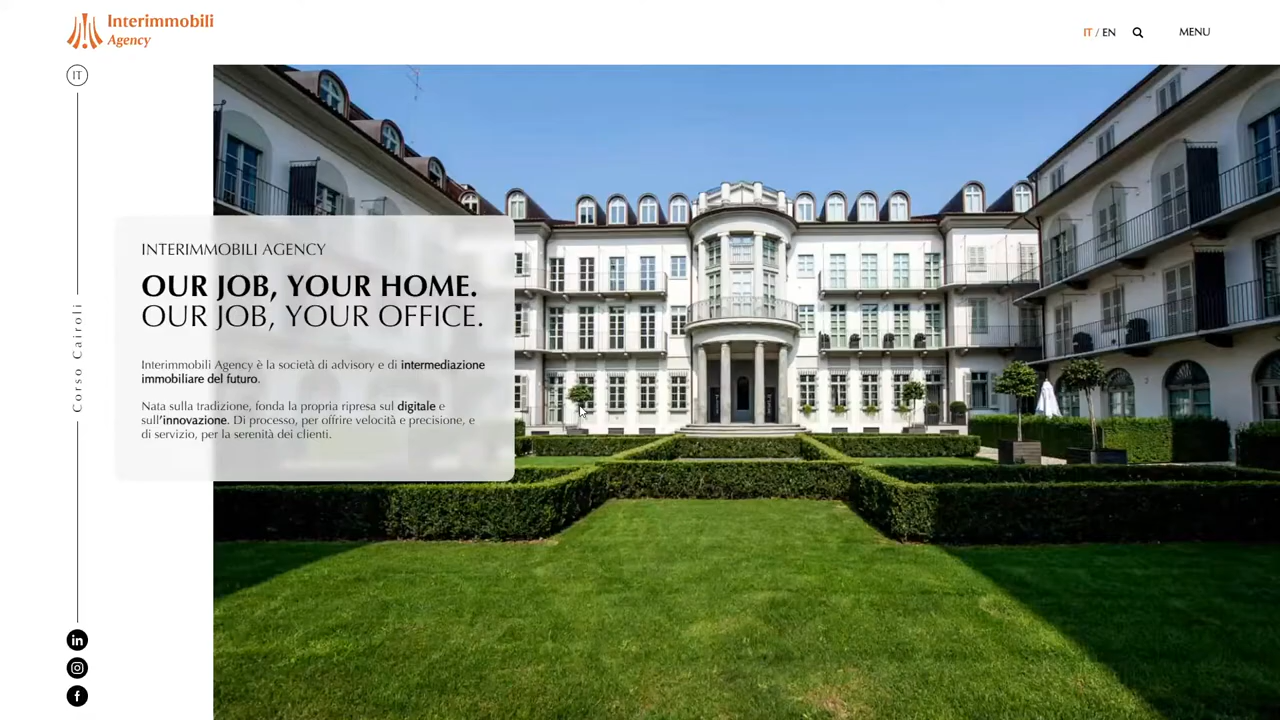 Interimmobili
Agency
IT / EN
MENU
IT
Corso Cairoli
INTERIMMOBILI AGENCY
OUR JOB, YOUR HOME.
OUR JOB, YOUR OFFICE.
Interimmobili Agency è la società di advisory e di intermediazione
immobiliare del futuro.
Nata sulla tradizione, fonda la propria ripresa sul digitale e
sull'innovazione. Di processo, per offrire velocità e precisione, e
di servizio, per la serenità dei clienti.
in
f